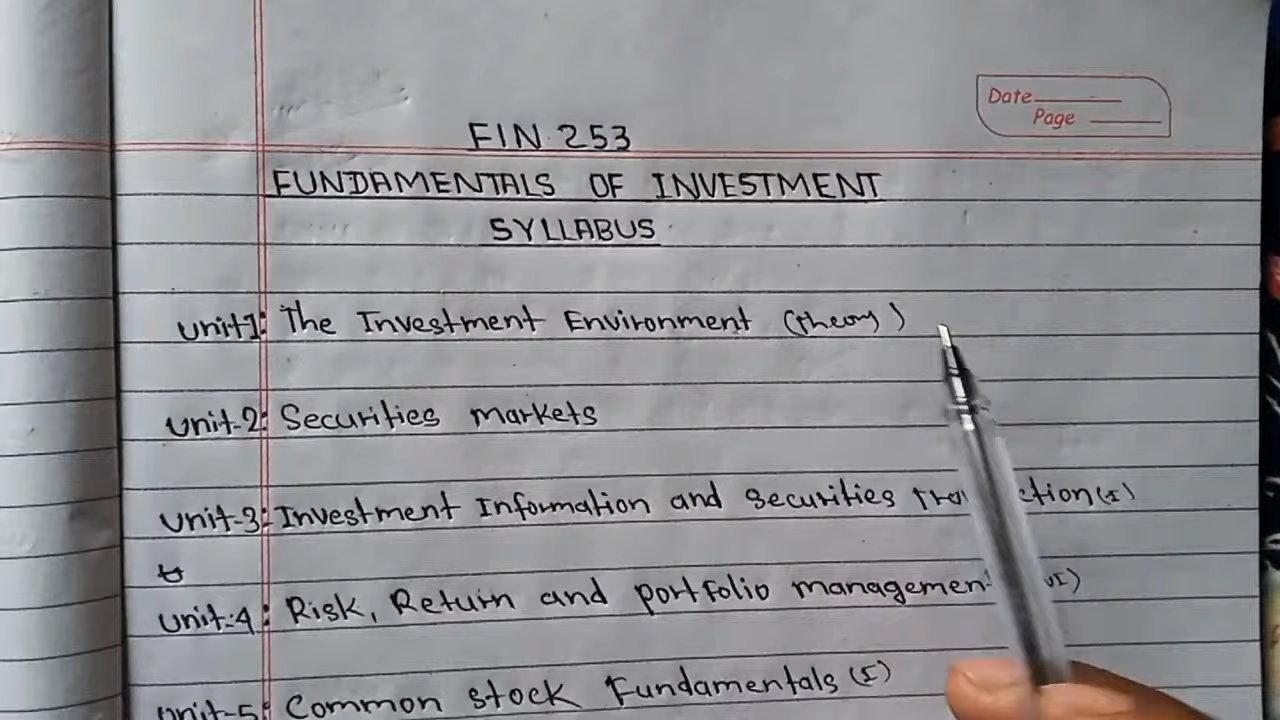 Date
Page
FIN. 253
FUNDAMENTALS OF INVESTMENT
SYLLABUS
Unit1: The Investment Environment (theory)
Unit-2: Securities markets
Unit-3: Investment Information and securities (I)
Unit-4: Risk, Return and portfolio
Unit-5: Common stock Fundamentals (I)